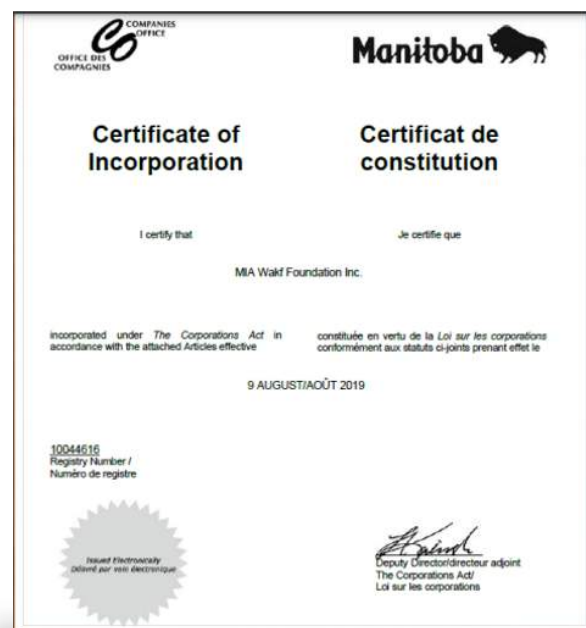 COMPANIES
OFFICE
OFFICE DES
COMPAGNIES
Manitoba
Certificate of
Incorporation
Certificat de
constitution
I certify that
Je certifie que
MIA Wakf Foundation Inc.
incorporated under The Corporations Act in
accordance with the attached Articles effective
constituée en vertu de la Loi sur les corporations
conformément aux statuts ci-joints prenant effet le
9 AUGUST/AOÛT 2019
10044616
Registry Number /
Numéro de registre
Issued Electronically
Délivré par voie électronique
Deputy Director/directeur adjoint
The Corporations Act/
Loi sur les corporations